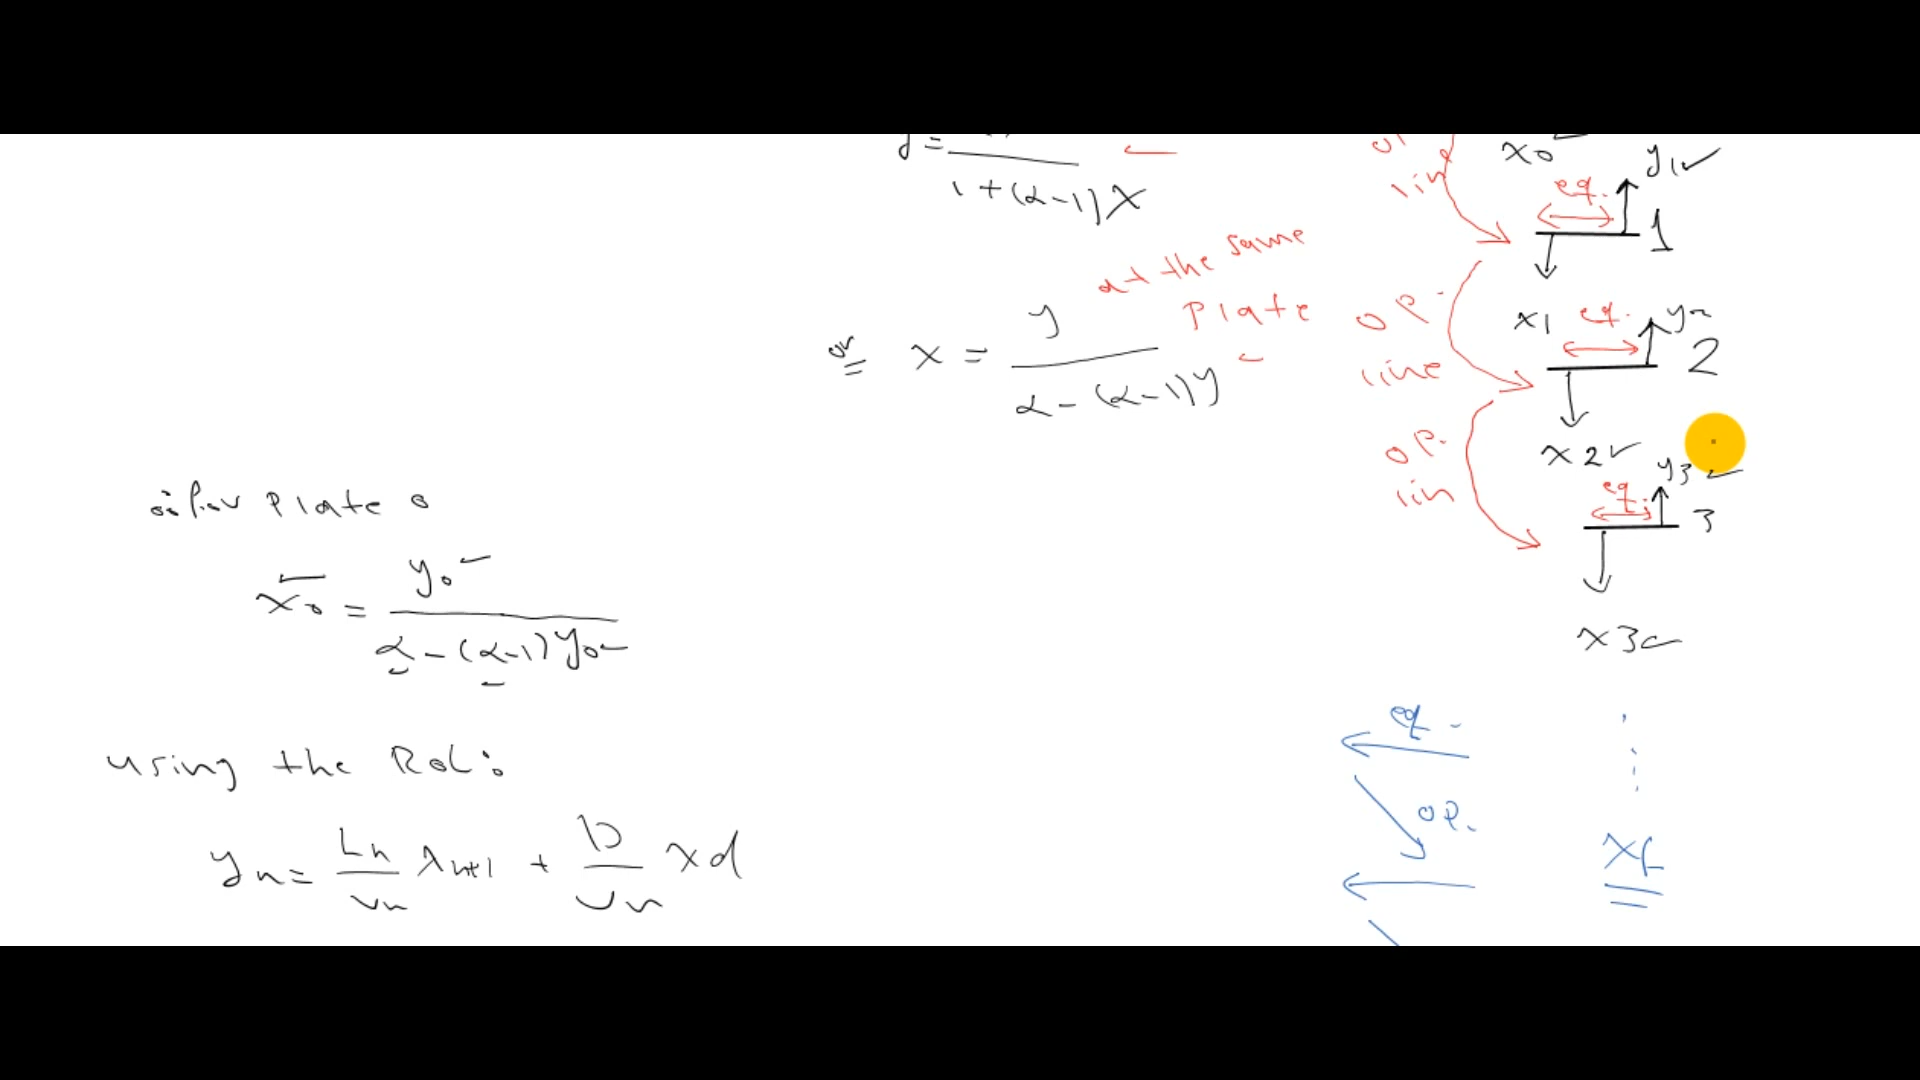 y =
1 + (α-1)X
or x = y / α - (α-1)y
at the same
Plate
∴ for Plate 0
x0 = y0 / α - (α-1) y0
using the ROL:
yn = Ln/Vn xn+1 + D/Vn xd
line
x0
y1
eq.
1
x1
op.
line
eq.
y2
2
x2
op.
lin
y3
eq.
3
x3
eq.
op.
xf